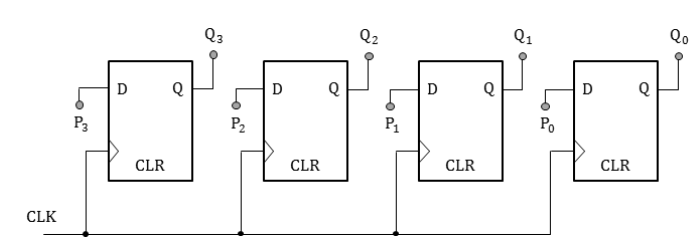 Q3 Q2 Q1 Q0
D Q D Q D Q D Q
P3 P2 P1 P0
CLR CLR CLR CLR
CLK